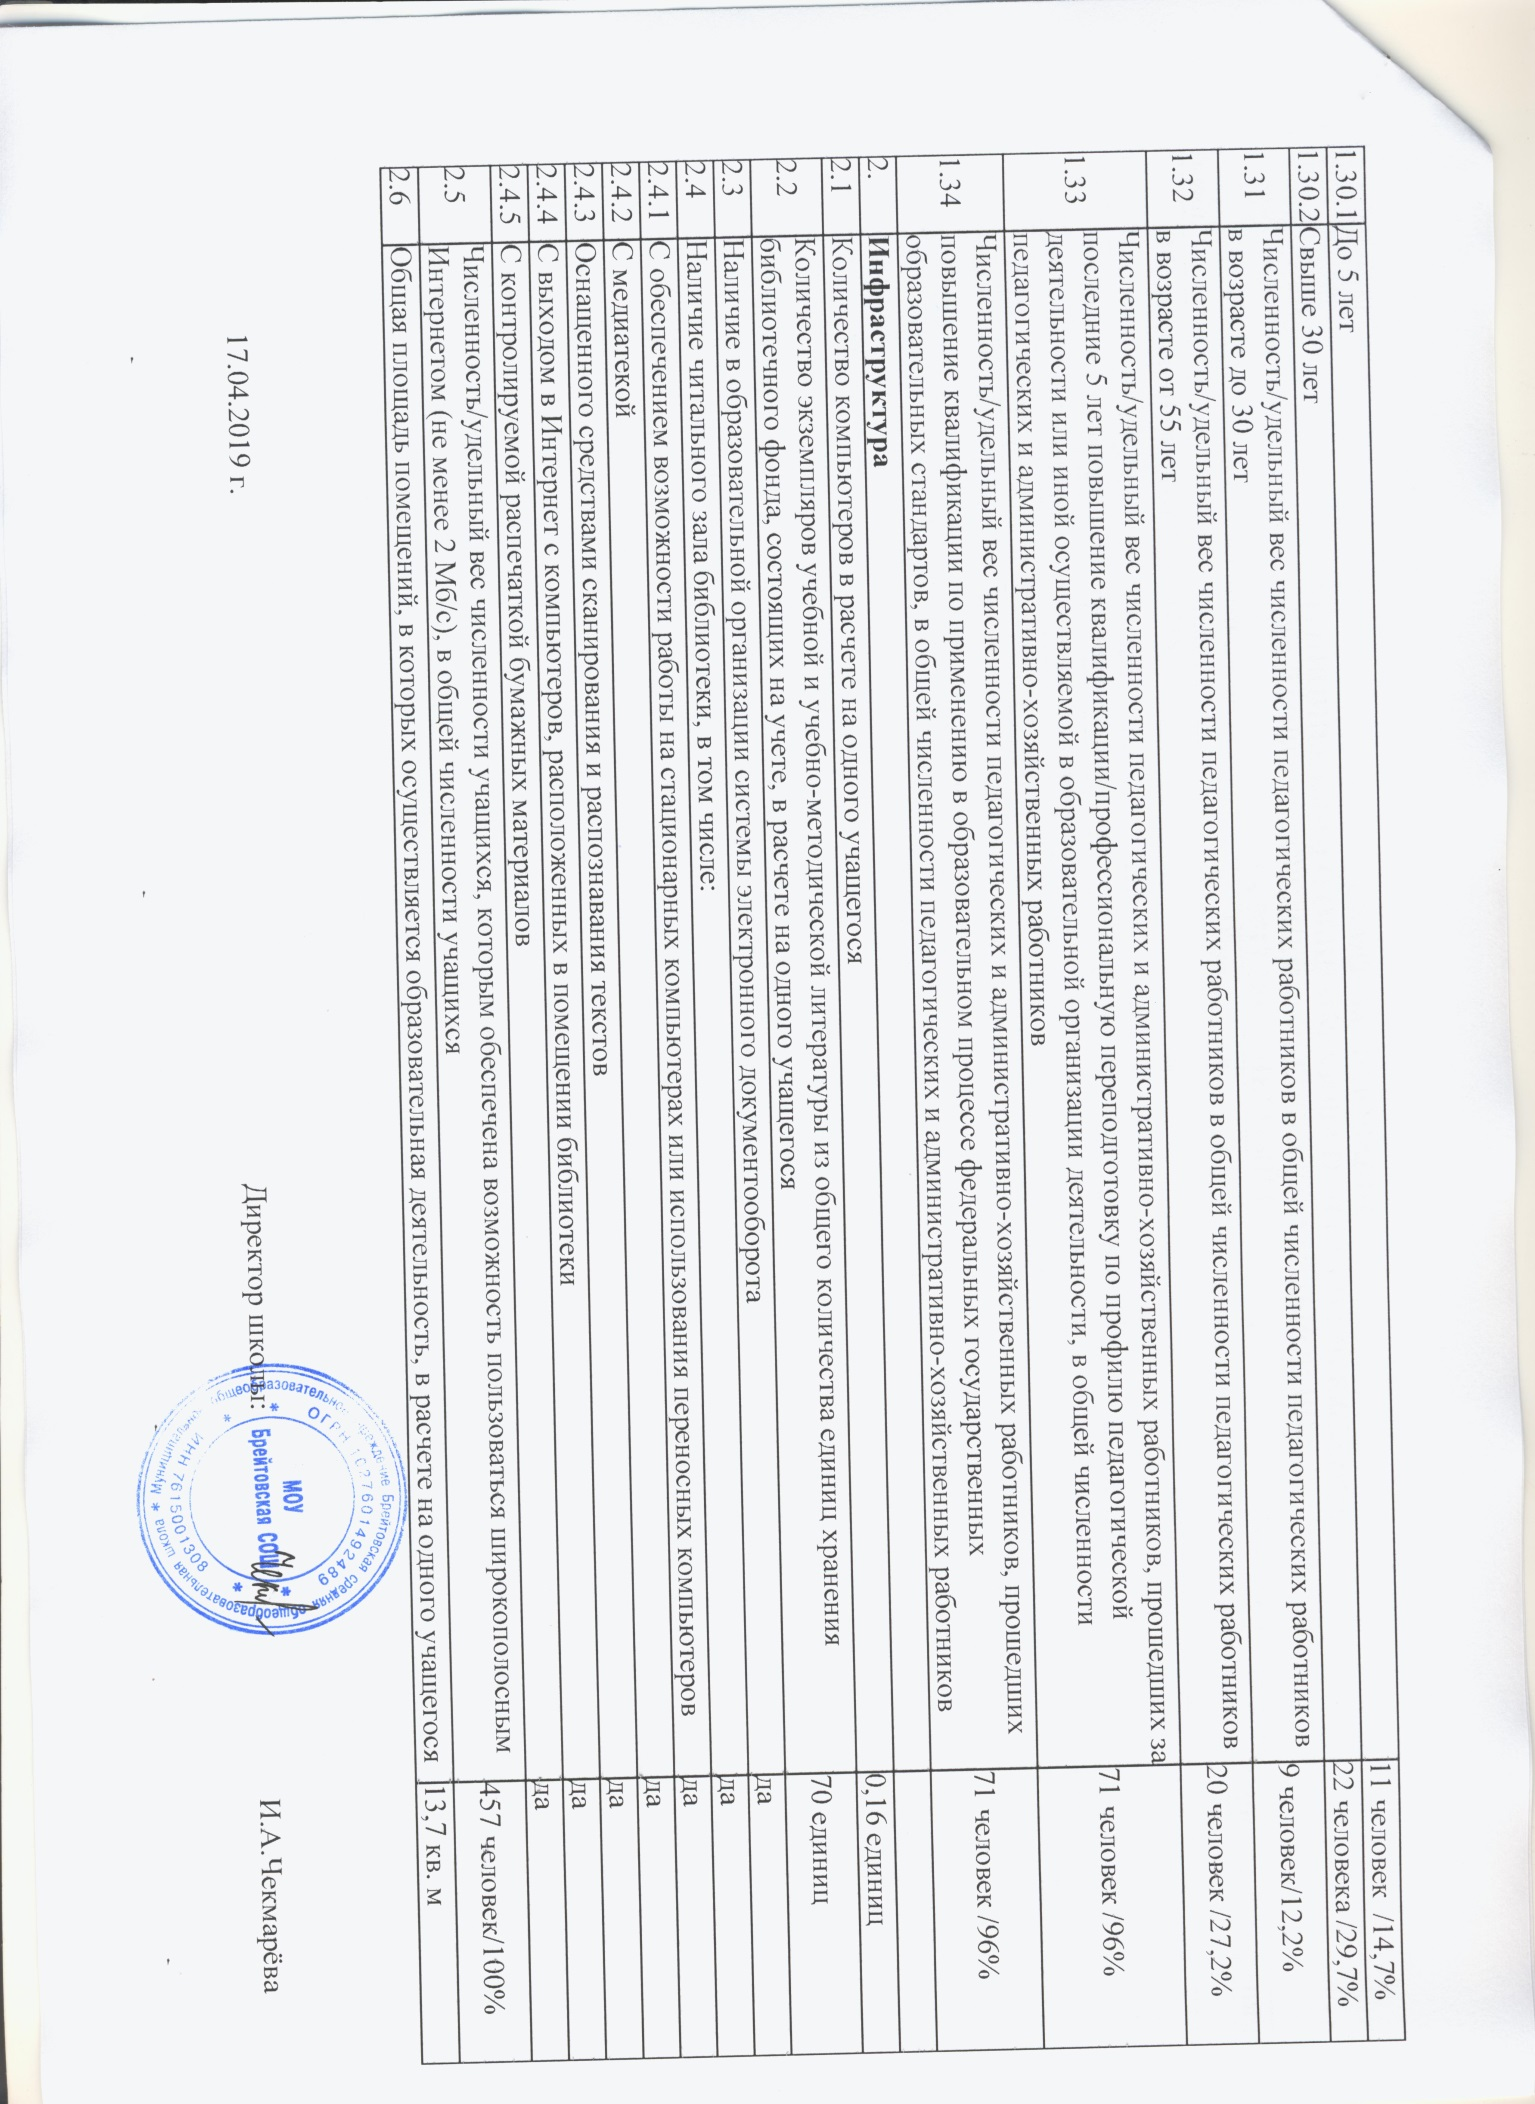 1.30.1 До 5 лет 11 человек /14,7%
1.30.2 Свыше 30 лет 22 человека /29,7%
1.31 Численность/удельный вес численности педагогических работников в общей численности педагогических работников 9 человек/12,2%
в возрасте до 30 лет
1.32 Численность/удельный вес численности педагогических работников в общей численности педагогических работников 20 человек /27,2%
в возрасте от 55 лет
Численность/удельный вес численности педагогических и административно-хозяйственных работников, прошедших за
1.33 последние 5 лет повышение квалификации/профессиональную переподготовку по профилю педагогической 71 человек /96%
деятельности или иной осуществляемой в образовательной организации деятельности, в общей численности
педагогических и административно-хозяйственных работников
Численность/удельный вес численности педагогических и административно-хозяйственных работников, прошедших
1.34 повышение квалификации по применению в образовательном процессе федеральных государственных 71 человек /96%
образовательных стандартов, в общей численности педагогических и административно-хозяйственных работников
2. Инфраструктура
2.1 Количество компьютеров в расчете на одного учащегося 0,16 единиц
2.2 Количество экземпляров учебной и учебно-методической литературы из общего количества единиц хранения 70 единиц
библиотечного фонда, состоящих на учете, в расчете на одного учащегося
2.3 Наличие в образовательной организации системы электронного документооборота да
2.4 Наличие читального зала библиотеки, в том числе: да
2.4.1 С обеспечением возможности работы на стационарных компьютерах или использования переносных компьютеров да
2.4.2 С медиатекой да
2.4.3 Оснащенного средствами сканирования и распознавания текстов да
2.4.4 С выходом в Интернет с компьютеров, расположенных в помещении библиотеки да
2.4.5 С контролируемой распечаткой бумажных материалов да
2.5 Численность/удельный вес численности учащихся, которым обеспечена возможность пользоваться широкополосным 457 человек/100%
Интернетом (не менее 2 Мб/с), в общей численности учащихся
2.6 Общая площадь помещений, в которых осуществляется образовательная деятельность, в расчете на одного учащегося 13,7 кв. м
17.04.2019 г. Директор школы: И.А.Чекмарёва
Муниципальное общеобразовательное учреждение Брейтовская средняя общеобразовательная школа *
ОГРН 1027601492489 * ИНН 7615001308 *
МОУ
Брейтовская СОШ